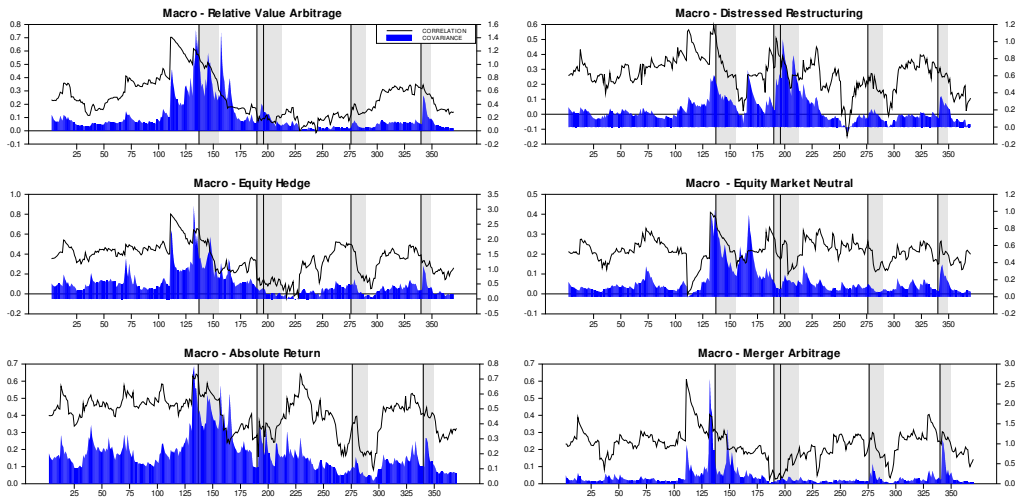 Macro - Relative Value Arbitrage
CORRELATION
COVARIANCE
0.8 0.7 0.6 0.5 0.4 0.3 0.2 0.1 0.0 -0.1
1.6 1.4 1.2 1.0 0.8 0.6 0.4 0.2 0.0 -0.2
25 50 75 100 125 150 175 200 225 250 275 300 325 350
Macro - Distressed Restructuring
0.6 0.5 0.4 0.3 0.2 0.1 0.0 -0.1 -0.2
1.2 1.0 0.8 0.6 0.4 0.2 0.0 -0.2
25 50 75 100 125 150 175 200 225 250 275 300 325 350
Macro - Equity Hedge
1.0 0.8 0.6 0.4 0.2 0.0 -0.2
3.5 3.0 2.5 2.0 1.5 1.0 0.5 0.0 -0.5
25 50 75 100 125 150 175 200 225 250 275 300 325 350
Macro - Equity Market Neutral
0.5 0.4 0.3 0.2 0.1 0.0 -0.1
1.2 1.0 0.8 0.6 0.4 0.2 0.0 -0.2
25 50 75 100 125 150 175 200 225 250 275 300 325 350
Macro - Absolute Return
0.7 0.6 0.5 0.4 0.3 0.2 0.1 0.0
0.8 0.7 0.6 0.5 0.4 0.3 0.2 0.1 0.0
25 50 75 100 125 150 175 200 225 250 275 300 325 350
Macro - Merger Arbitrage
0.7 0.6 0.5 0.4 0.3 0.2 0.1 0.0
3.0 2.5 2.0 1.5 1.0 0.5 0.0
25 50 75 100 125 150 175 200 225 250 275 300 325 350